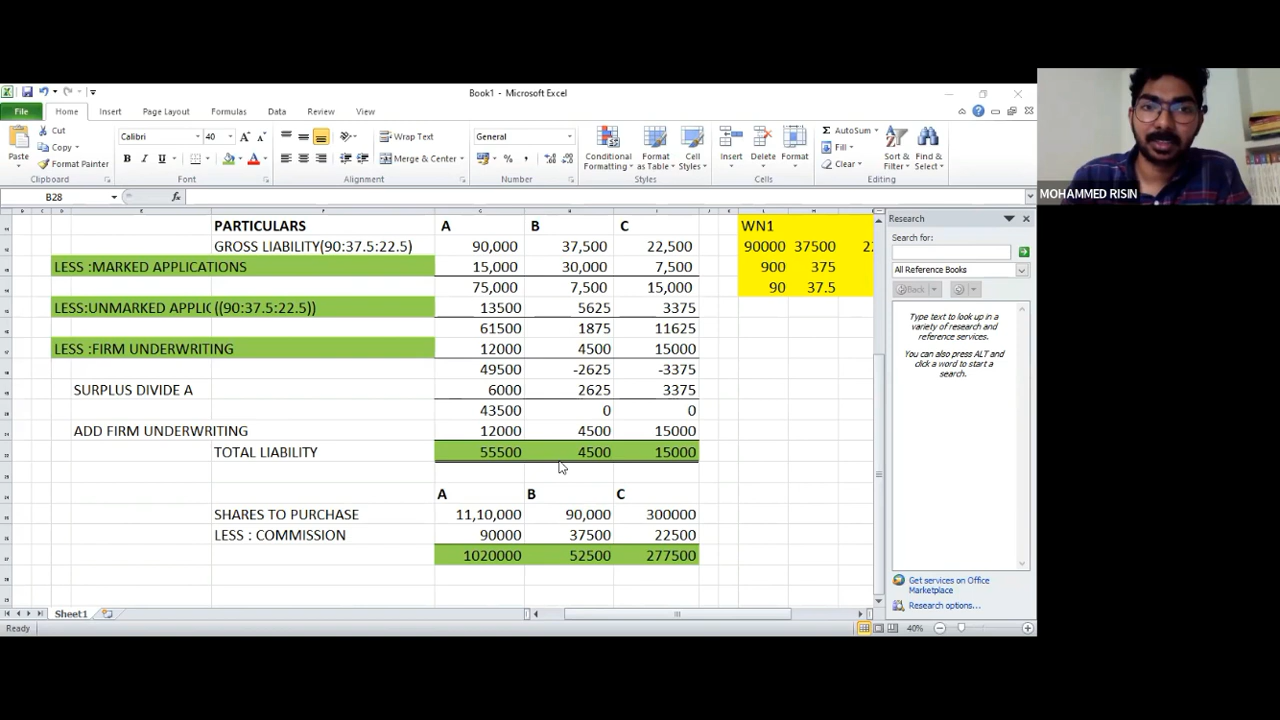 Book1 - Microsoft Excel
File Home Insert Page Layout Formulas Data Review View
Cut
Copy
Format Painter
Paste
Clipboard
Calibri 40
B I U
Font
Wrap Text
Merge & Center
Alignment
General
Number
Conditional Formatting
Format as Table
Cell Styles
Styles
Insert Delete Format
Cells
AutoSum
Fill
Clear
Sort & Filter
Find & Select
Editing
MOHAMMED RISIN
B28 fx
PARTICULARS A B C WN1
GROSS LIABILITY(90:37.5:22.5) 90,000 37,500 22,500 90000 37500 22
LESS :MARKED APPLICATIONS 15,000 30,000 7,500 900 375
75,000 7,500 15,000 90 37.5
LESS:UNMARKED APPLIC ((90:37.5:22.5)) 13500 5625 3375
61500 1875 11625
LESS :FIRM UNDERWRITING 12000 4500 15000
49500 -2625 -3375
SURPLUS DIVIDE A 6000 2625 3375
43500 0 0
ADD FIRM UNDERWRITING 12000 4500 15000
TOTAL LIABILITY 55500 4500 15000
A B C
SHARES TO PURCHASE 11,10,000 90,000 300000
LESS : COMMISSION 90000 37500 22500
1020000 52500 277500
Research
Search for:
All Reference Books
Back
Type text to look up in a variety of research and reference services.
You can also press ALT and click a word to start a search.
Get services on Office Marketplace
Research options...
Sheet1
Ready 40%